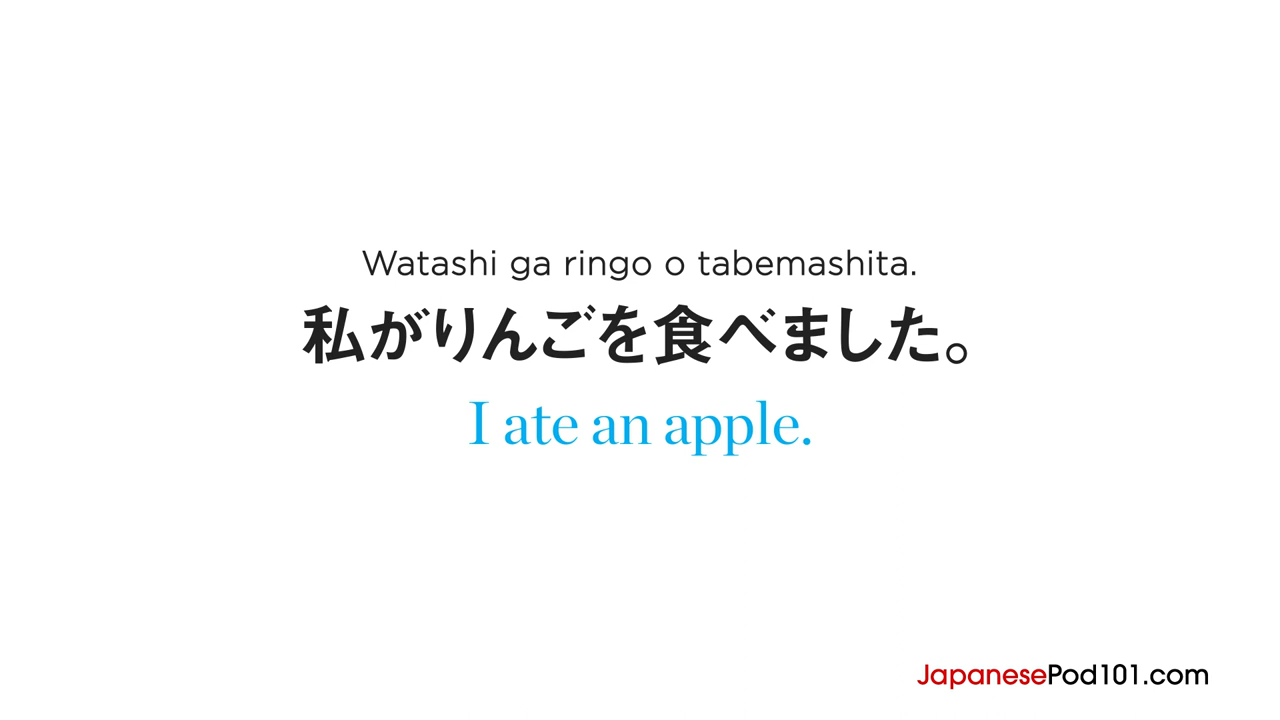 Watashi ga ringo o tabemashita.
私がりんごを食べました。
I ate an apple.
JapanesePod101.com